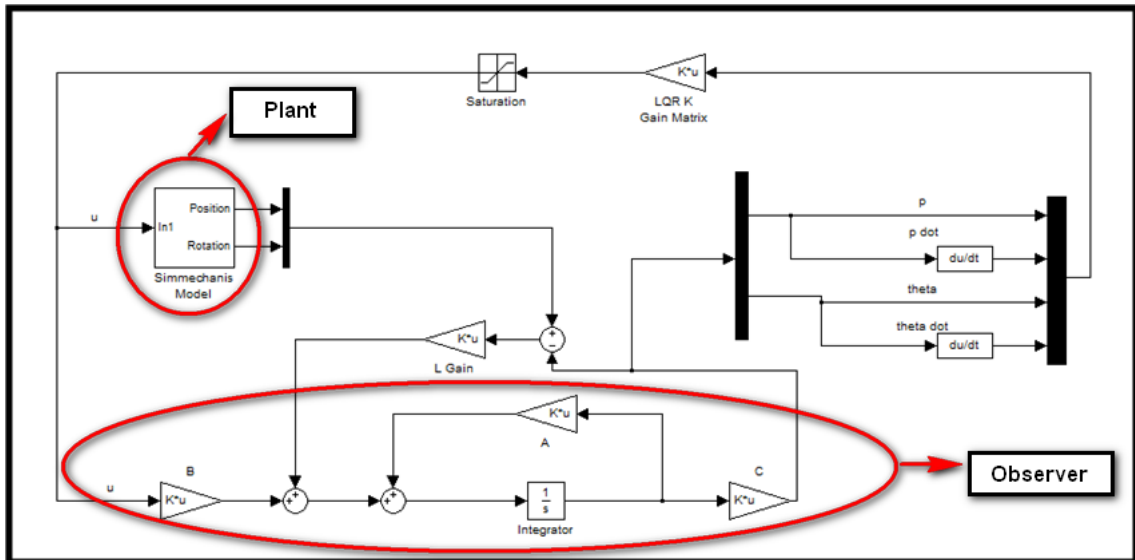 K*u
Saturation
LQR K
Gain Matrix
Plant
u
In1
Position
Rotation
Simmechanis
Model
p
p dot
du/dt
theta
theta dot
du/dt
+
−
K*u
L Gain
K*u
A
B
u
K*u
+
+
+
+
1
s
Integrator
C
K*u
Observer